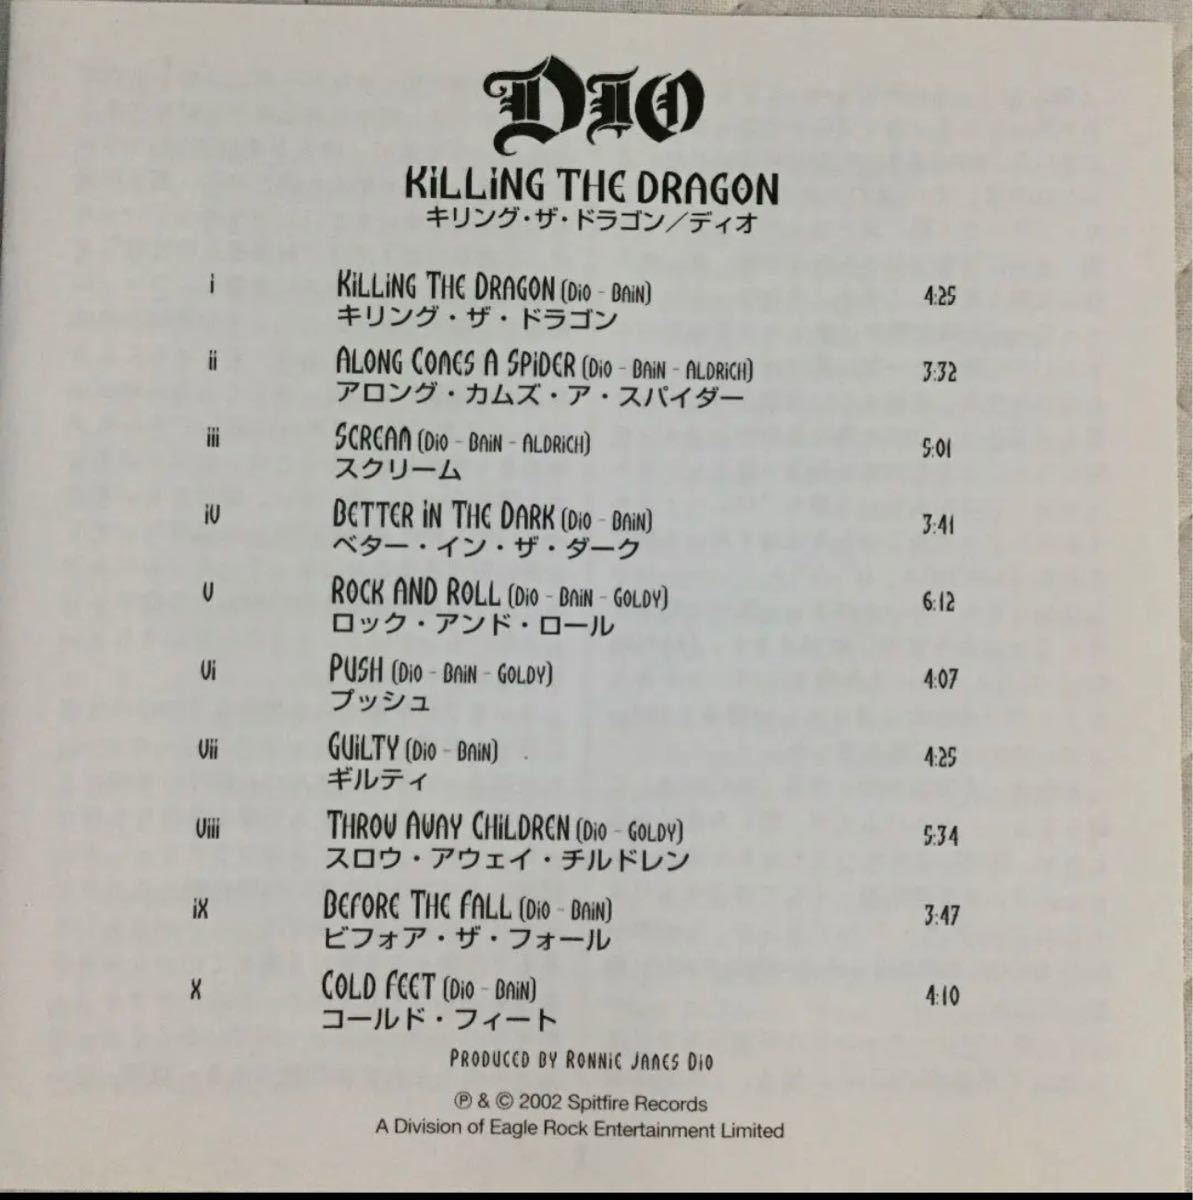 DIO
KiLLiNG THE DRAGON
キリング・ザ・ドラゴン／ディオ
i KiLLiNG THE DRAGON (DiO - BAiN) 4:25
キリング・ザ・ドラゴン
ii ALONG COMES A SPiDER (DiO - BAiN - ALDRiCH) 3:32
アロング・カムズ・ア・スパイダー
iii SCREAM (DiO - BAiN - ALDRiCH) 5:01
スクリーム
iV BETTER iN THE DARK (DiO - BAiN) 3:41
ベター・イン・ザ・ダーク
V ROCK AND ROLL (DiO - BAiN - GOLDY) 6:12
ロック・アンド・ロール
Vi PUSH (DiO - BAiN - GOLDY) 4:07
プッシュ
Vii GUiLTY (DiO - BAiN) 4:25
ギルティ
Viii THROW AWAY CHiLDREN (DiO - GOLDY) 5:34
スロウ・アウェイ・チルドレン
iX BEFORE THE FALL (DiO - BAiN) 3:47
ビフォア・ザ・フォール
X COLD FEET (DiO - BAiN) 4:10
コールド・フィート
PRODUCED BY RONNiE JAMES DiO
℗ & © 2002 Spitfire Records
A Division of Eagle Rock Entertainment Limited